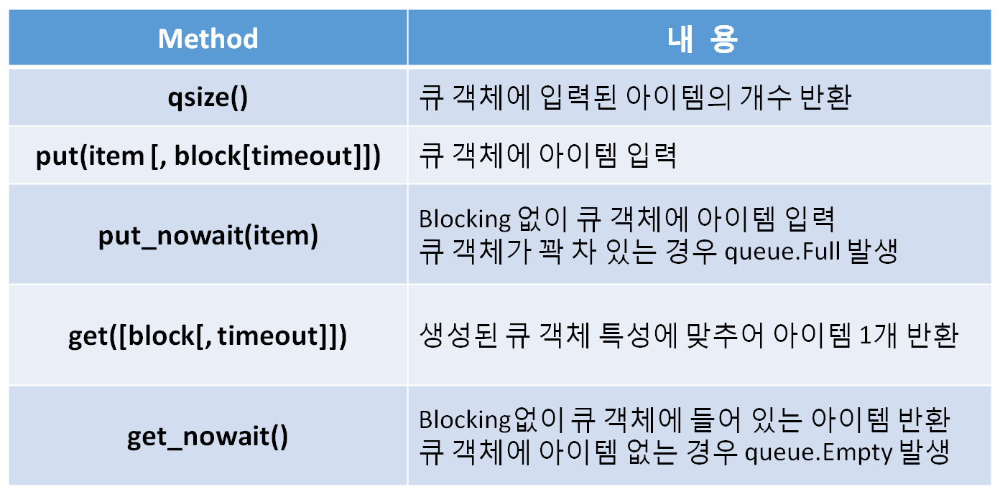 Method
내 용
qsize()
큐 객체에 입력된 아이템의 개수 반환
put(item [, block[timeout]])
큐 객체에 아이템 입력
put_nowait(item)
Blocking 없이 큐 객체에 아이템 입력
큐 객체가 꽉 차 있는 경우 queue.Full 발생
get([block[, timeout]])
생성된 큐 객체 특성에 맞추어 아이템 1개 반환
get_nowait()
Blocking없이 큐 객체에 들어 있는 아이템 반환
큐 객체에 아이템 없는 경우 queue.Empty 발생